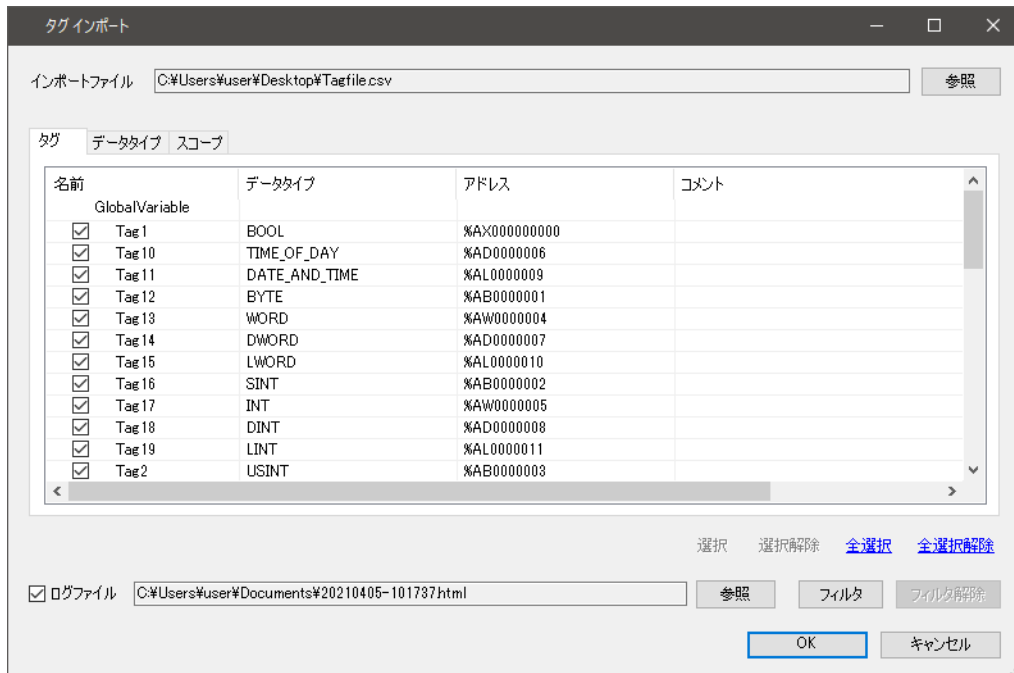 タグ インポート
インポートファイル C:¥Users¥user¥Desktop¥Tagfile.csv 参照
タグ データタイプ スコープ
名前 データタイプ アドレス コメント
GlobalVariable
Tag1 BOOL %AX000000000
Tag10 TIME_OF_DAY %AD0000006
Tag11 DATE_AND_TIME %AL0000009
Tag12 BYTE %AB0000001
Tag13 WORD %AW0000004
Tag14 DWORD %AD0000007
Tag15 LWORD %AL0000010
Tag16 SINT %AB0000002
Tag17 INT %AW0000005
Tag18 DINT %AD0000008
Tag19 LINT %AL0000011
Tag2 USINT %AB0000003
選択 選択解除 全選択 全選択解除
ログファイル C:¥Users¥user¥Documents¥20210405-101737.html 参照 フィルタ フィルタ解除
OK キャンセル